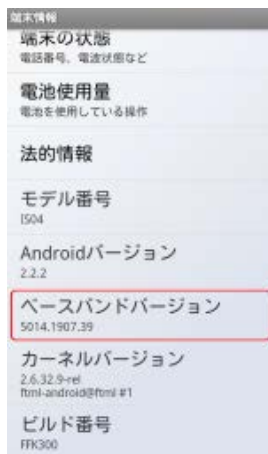 端末情報
端末の状態
電話番号、電波状態など
電池使用量
電池を使用している操作
法的情報
モデル番号
IS04
Androidバージョン
2.2.2
ベースバンドバージョン
5014.1907.39
カーネルバージョン
2.6.32.9-rel
ftml-android@ftml #1
ビルド番号
FFK300